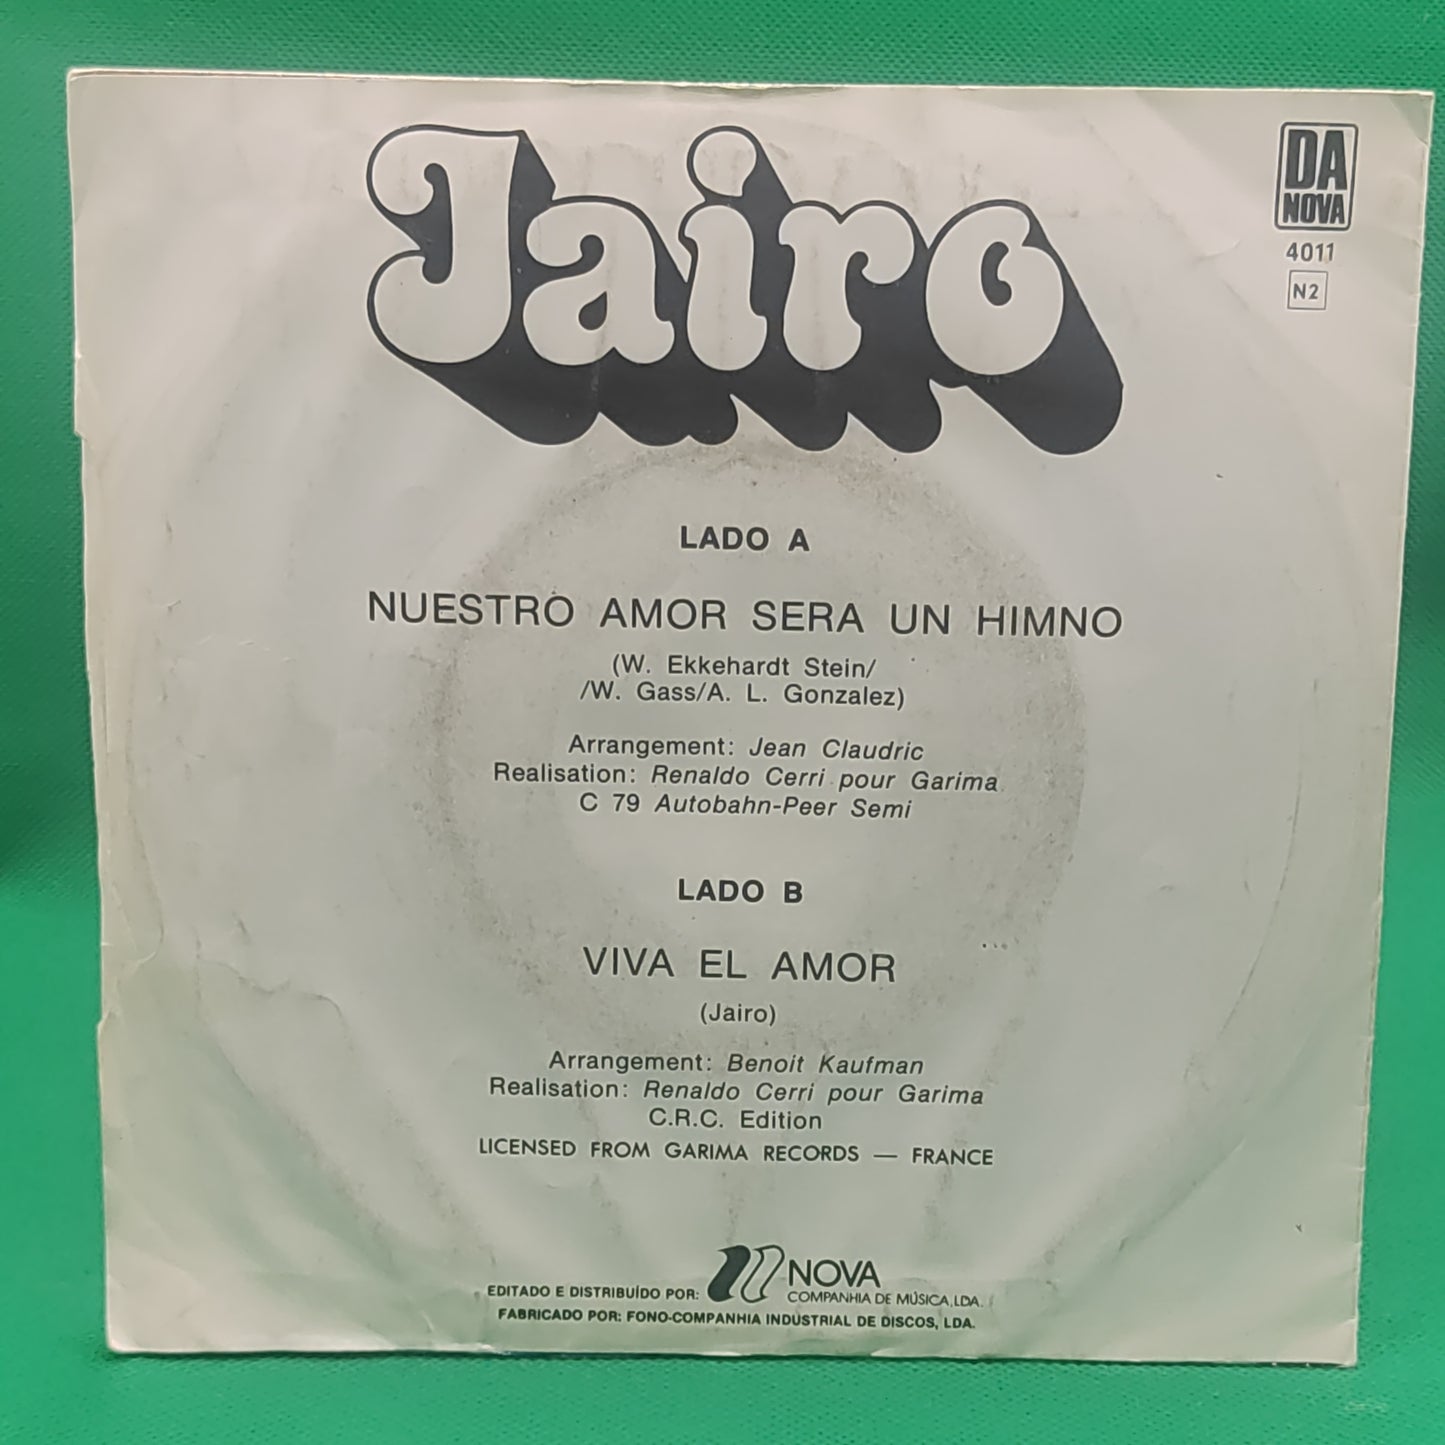 Jairo
DA
NOVA
4011
N2
LADO A
NUESTRO AMOR SERA UN HIMNO
(W. Ekkehardt Stein/
/W. Gass/A. L. Gonzalez)
Arrangement: Jean Claudric
Realisation: Renaldo Cerri pour Garima
C 79 Autobahn-Peer Semi
LADO B
VIVA EL AMOR
(Jairo)
Arrangement: Benoit Kaufman
Realisation: Renaldo Cerri pour Garima
C.R.C. Edition
LICENSED FROM GARIMA RECORDS — FRANCE
EDITADO E DISTRIBUÍDO POR: NOVA
COMPANHIA DE MÚSICA, LDA.
FABRICADO POR: FONO-COMPANHIA INDUSTRIAL DE DISCOS, LDA.